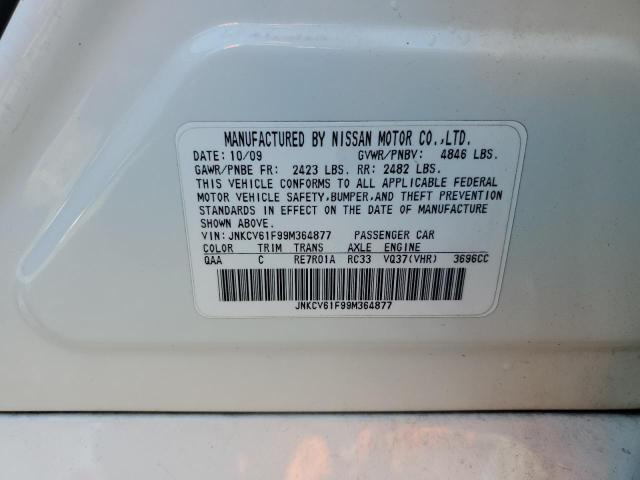 MANUFACTURED BY NISSAN MOTOR CO.,LTD.
DATE: 10/09 GVWR/PNBV: 4846 LBS.
GAWR/PNBE FR: 2423 LBS. RR: 2482 LBS.
THIS VEHICLE CONFORMS TO ALL APPLICABLE FEDERAL
MOTOR VEHICLE SAFETY,BUMPER,AND THEFT PREVENTION
STANDARDS IN EFFECT ON THE DATE OF MANUFACTURE
SHOWN ABOVE.
VIN: JNKCV61F99M364877 PASSENGER CAR
COLOR TRIM TRANS AXLE ENGINE
QAA C RE7R01A RC33 VQ37(VHR) 3696CC
JNKCV61F99M364877